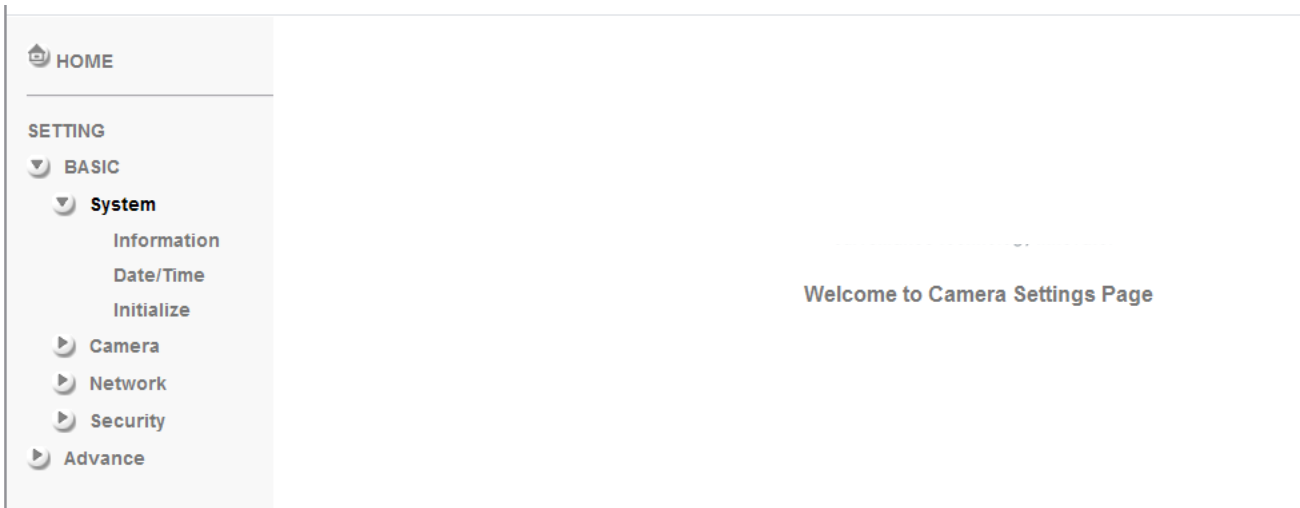 HOME
SETTING
BASIC
System
Information
Date/Time
Initialize
Camera
Network
Security
Advance
Welcome to Camera Settings Page